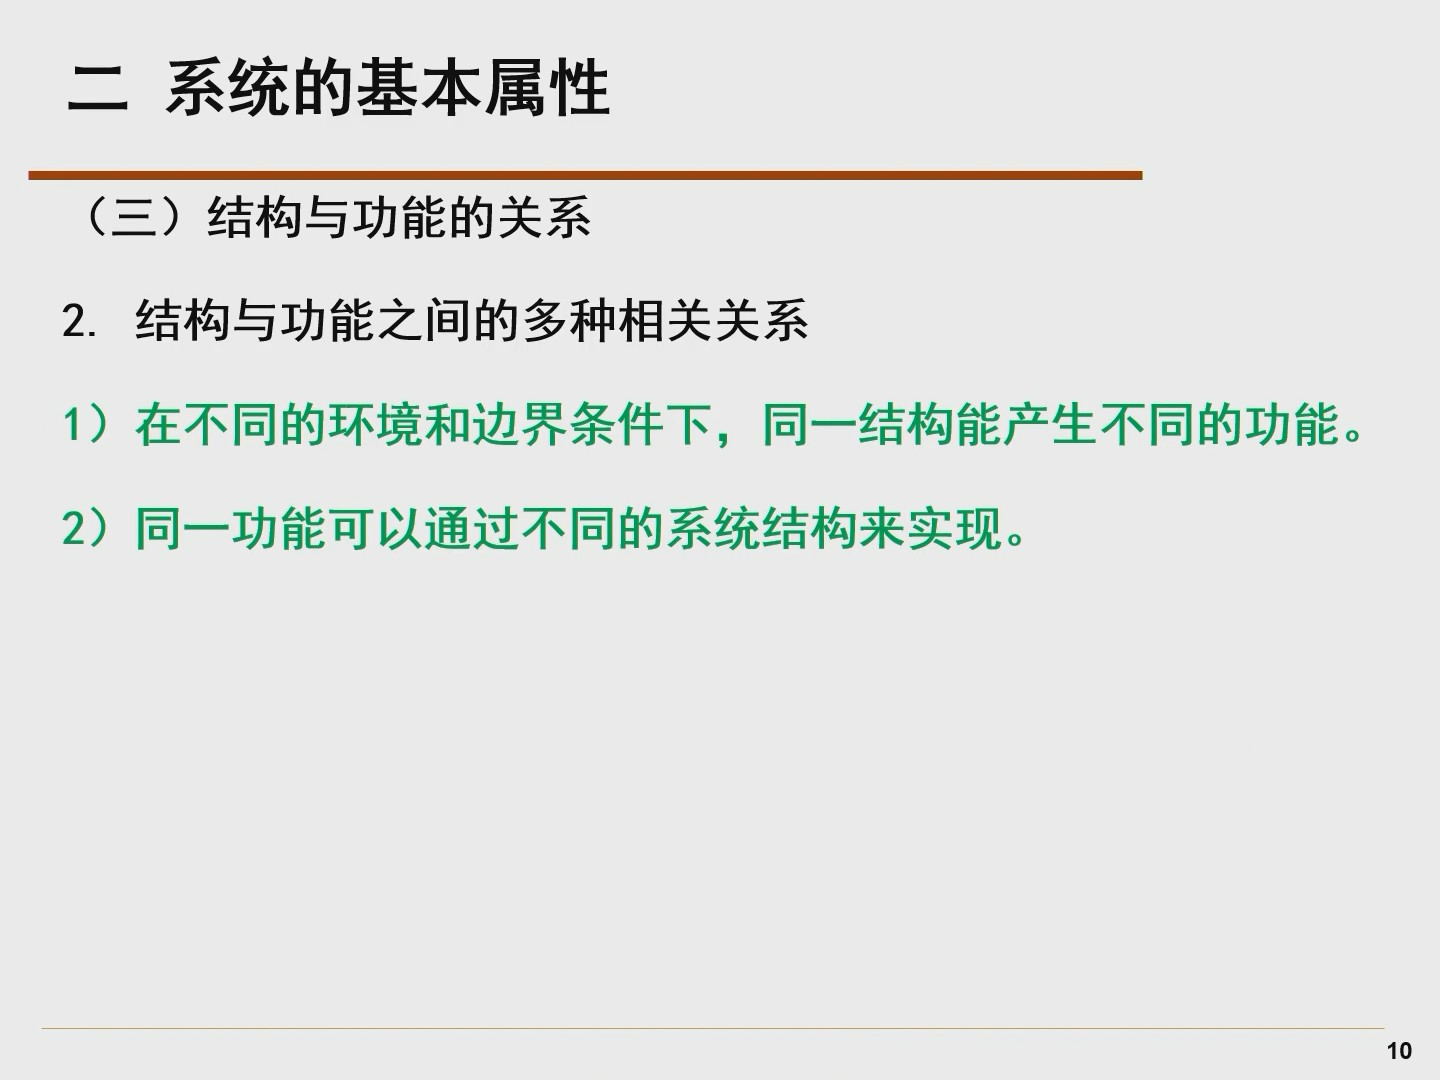 二 系统的基本属性
（三）结构与功能的关系
2. 结构与功能之间的多种相关关系
1）在不同的环境和边界条件下，同一结构能产生不同的功能。
2）同一功能可以通过不同的系统结构来实现。
10